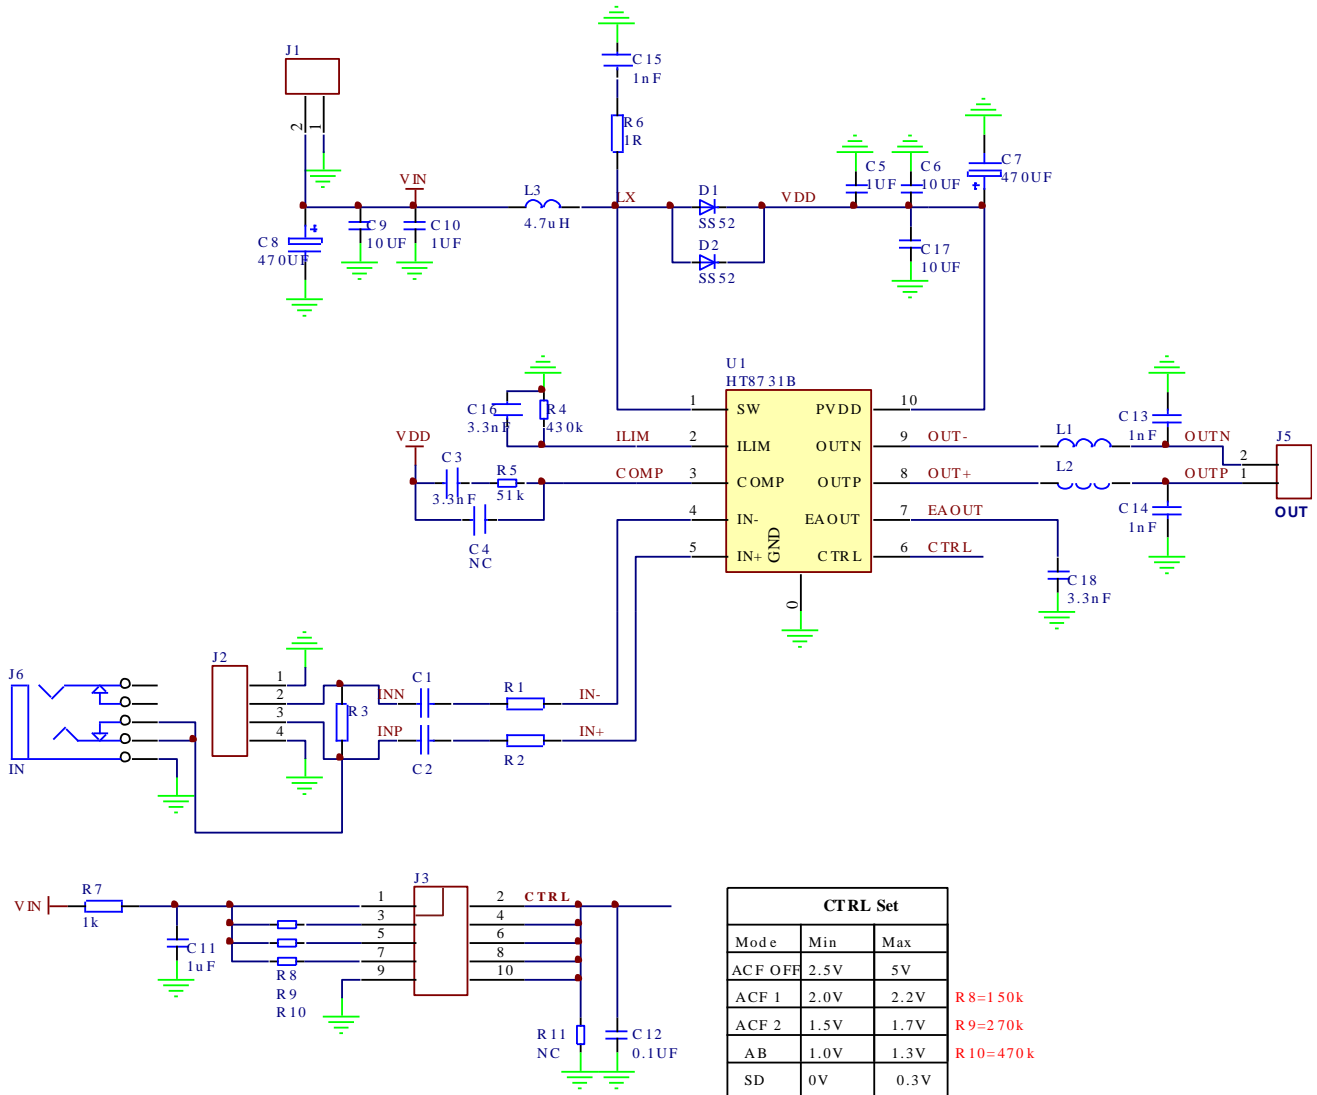 J1
2
1
C15
1nF
R6
1R
VIN
L3
4.7uH
LX
D1
SS52
D2
SS52
VDD
C5
1UF
C6
10UF
C7
470UF
C17
10UF
C8
470UF
C9
10UF
C10
1UF
U1
HT8731B
1 SW PVDD 10
2 ILIM OUTN 9
3 COMP OUTP 8
4 IN- EAOUT 7
5 IN+ CTRL 6
GND
0
C16
3.3nF
R4
430k
ILIM
VDD
C3
3.3nF
R5
51k
COMP
C4
NC
OUT-
L1
C13
1nF
OUTN
J5
2
OUT+
L2
OUTP
1
OUT
C14
1nF
EAOUT
CTRL
C18
3.3nF
J6
IN
J2
1
2
3
4
R3
INN
C1
R1
IN-
INP
C2
R2
IN+
VIN
R7
1k
C11
1uF
R8
R9
R10
J3
1 2
3 4
5 6
7 8
9 10
CTRL
R11
NC
C12
0.1UF
CTRL Set
Mode Min Max
ACF OFF 2.5V 5V
ACF 1 2.0V 2.2V R8=150k
ACF 2 1.5V 1.7V R9=270k
AB 1.0V 1.3V R10=470k
SD 0V 0.3V